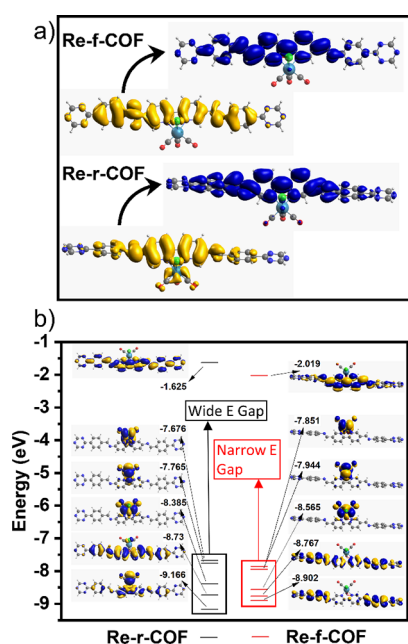 a)
Re-f-COF
Re-r-COF
b)
Energy (eV)
-1
-2
-3
-4
-5
-6
-7
-8
-9
-1.625
-2.019
Wide E Gap
Narrow E
Gap
-7.676
-7.765
-8.385
-8.73
-9.166
-7.851
-7.944
-8.565
-8.767
-8.902
Re-r-COF
Re-f-COF